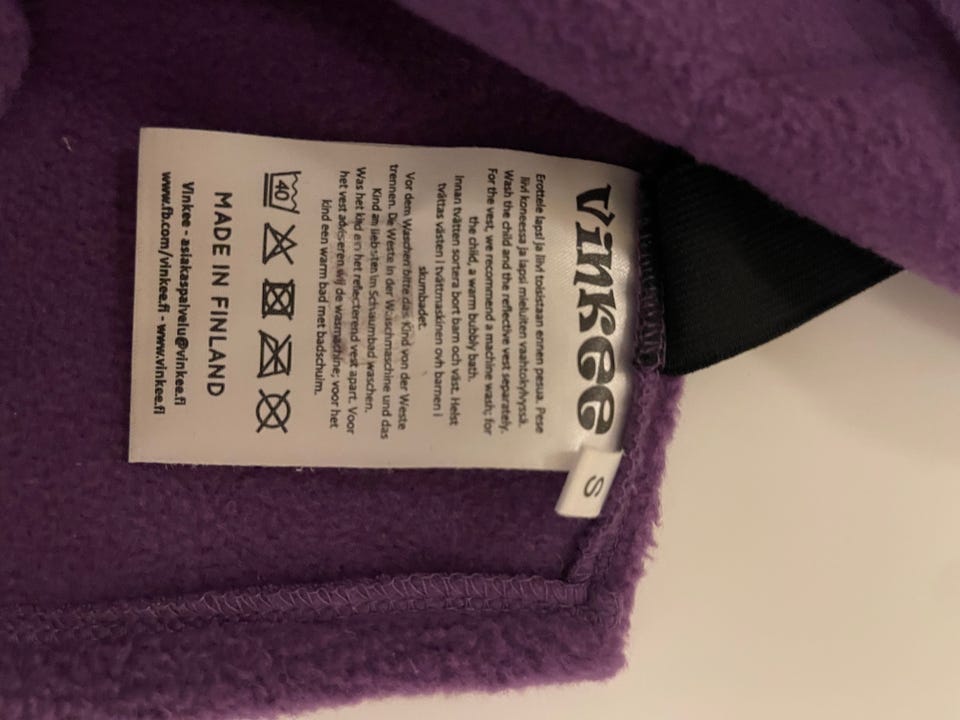 Vinkee
S
Erottele lapsi ja liivi toisistaan ennen pesua. Pese
liivi koneessa ja lapsi mieluiten vaahtokylvyssä.
Wash the child and the reflective vest separately.
For the vest, we recommend a machine wash; for
the child, a warm bubbly bath.
Innan tvätten sortera bort barn och väst. Helst
tvättas västen i tvättmaskinen ovh barnen i
skumbadet.
Vor dem Waschen bitte das Kind von der Weste
trennen. De Weste in der Waschmaschine und das
Kind am liebsten im Schaumbad waschen.
Was het kind en het reflecterend vest apart. Voor
het vest adviseren wij de wasmachine; voor het
kind een warm bad met badschuim.
40
MADE IN FINLAND
Vinkee - asiakaspalvelu@vinkee.fi
www.fb.com/vinkee.fi - www.vinkee.fi